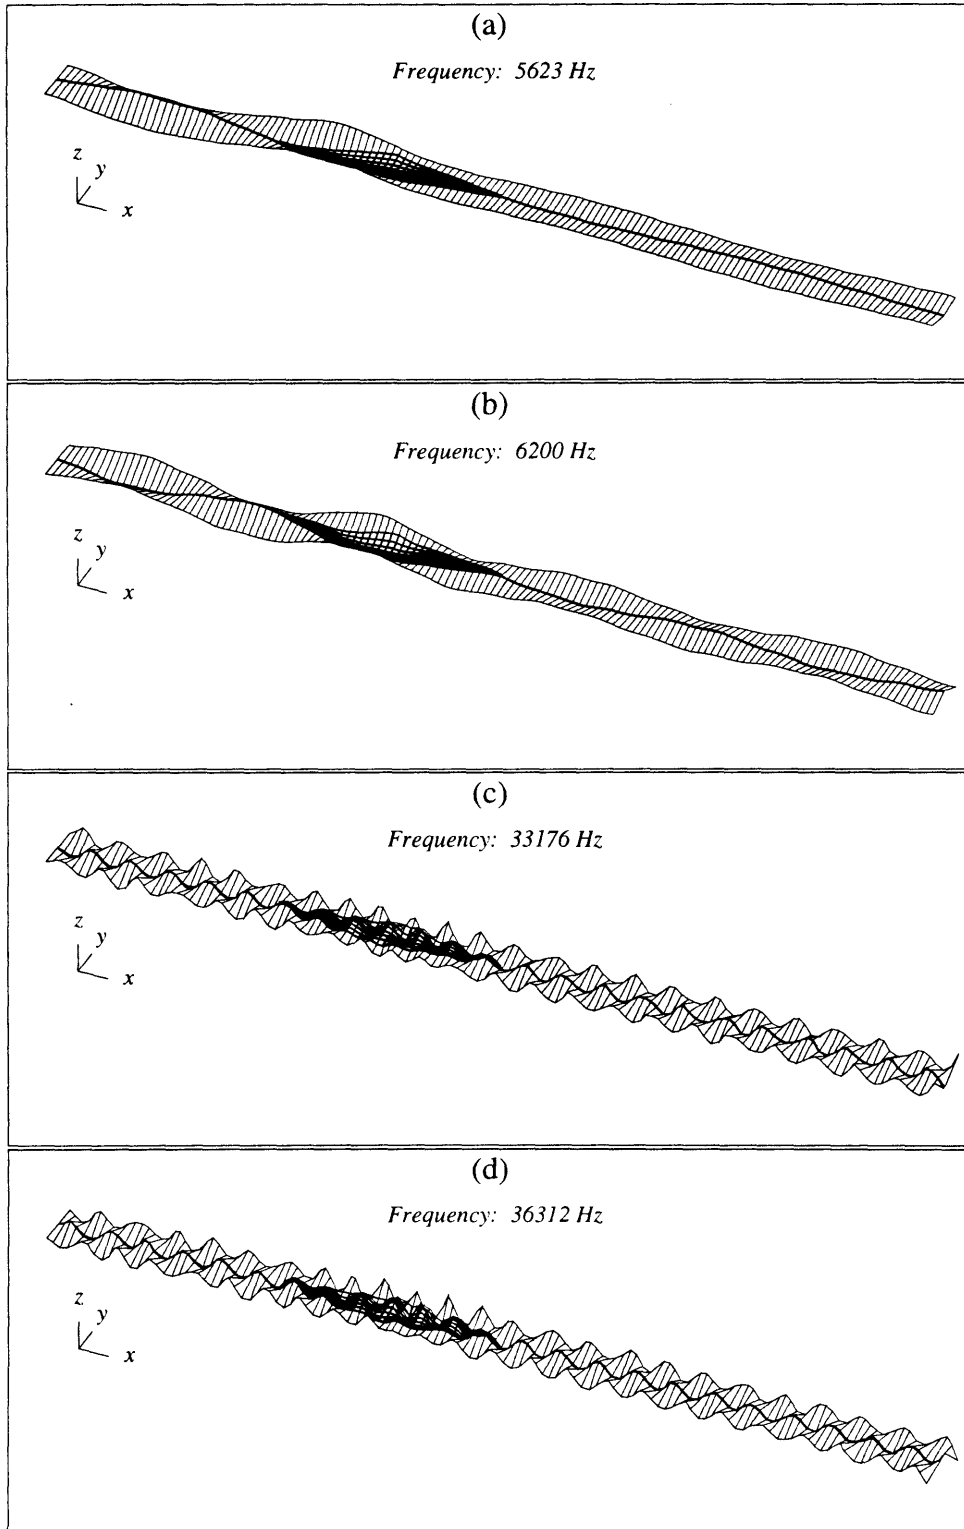 (a)
Frequency: 5623 Hz
z
y
x
(b)
Frequency: 6200 Hz
z
y
x
(c)
Frequency: 33176 Hz
z
y
x
(d)
Frequency: 36312 Hz
z
y
x